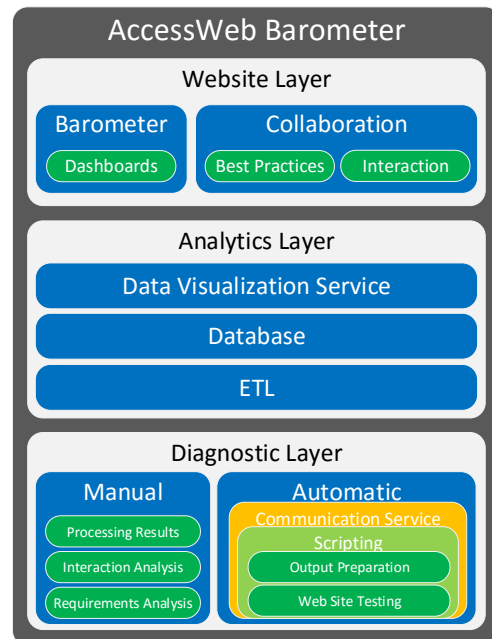 AccessWeb Barometer
Website Layer
Barometer
Dashboards
Collaboration
Best Practices
Interaction
Analytics Layer
Data Visualization Service
Database
ETL
Diagnostic Layer
Manual
Processing Results
Interaction Analysis
Requirements Analysis
Automatic
Communication Service
Scripting
Output Preparation
Web Site Testing